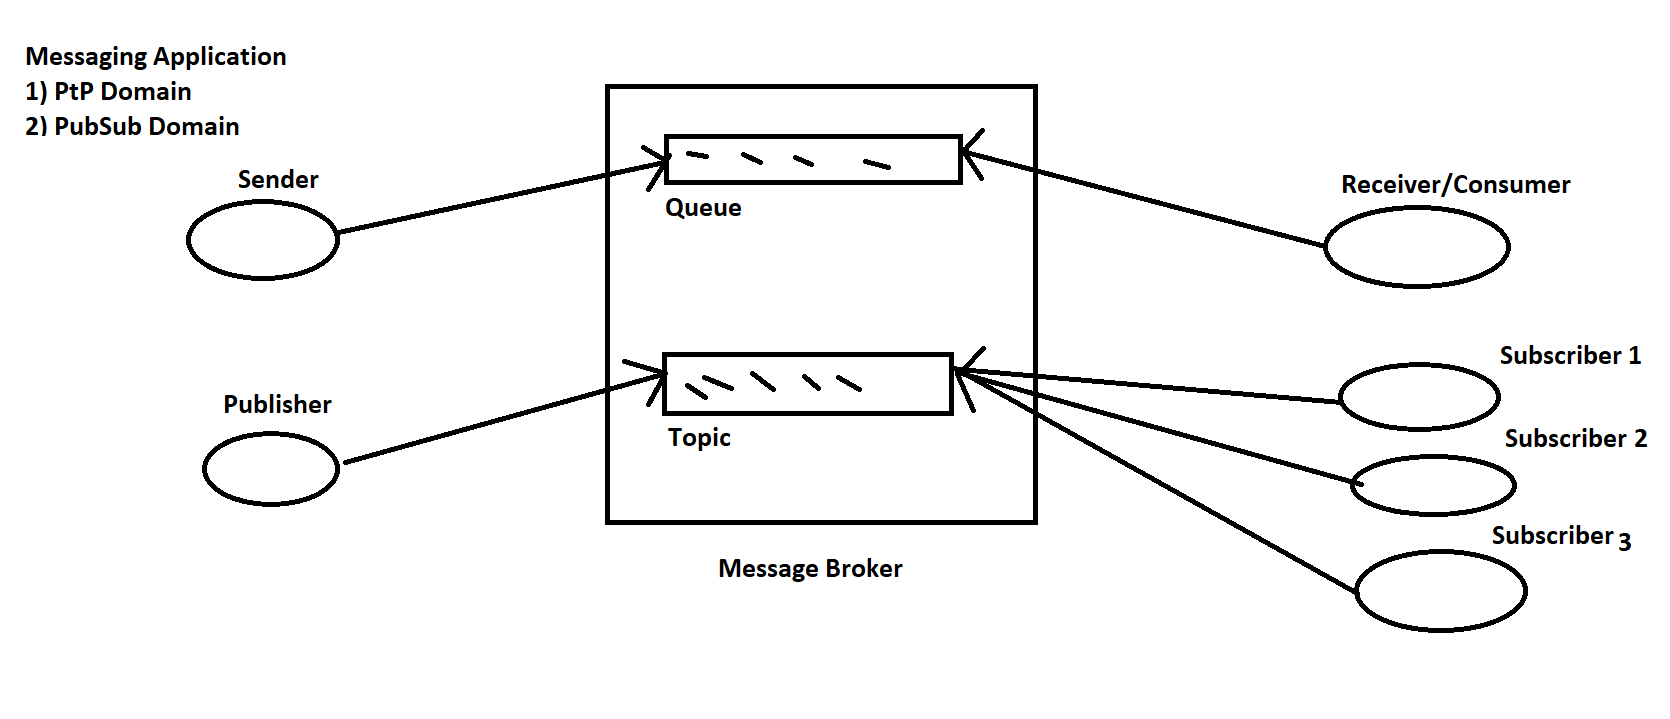 Messaging Application
1) PtP Domain
2) PubSub Domain
Sender
Queue
Receiver/Consumer
Publisher
Topic
Subscriber 1
Subscriber 2
Subscriber 3
Message Broker